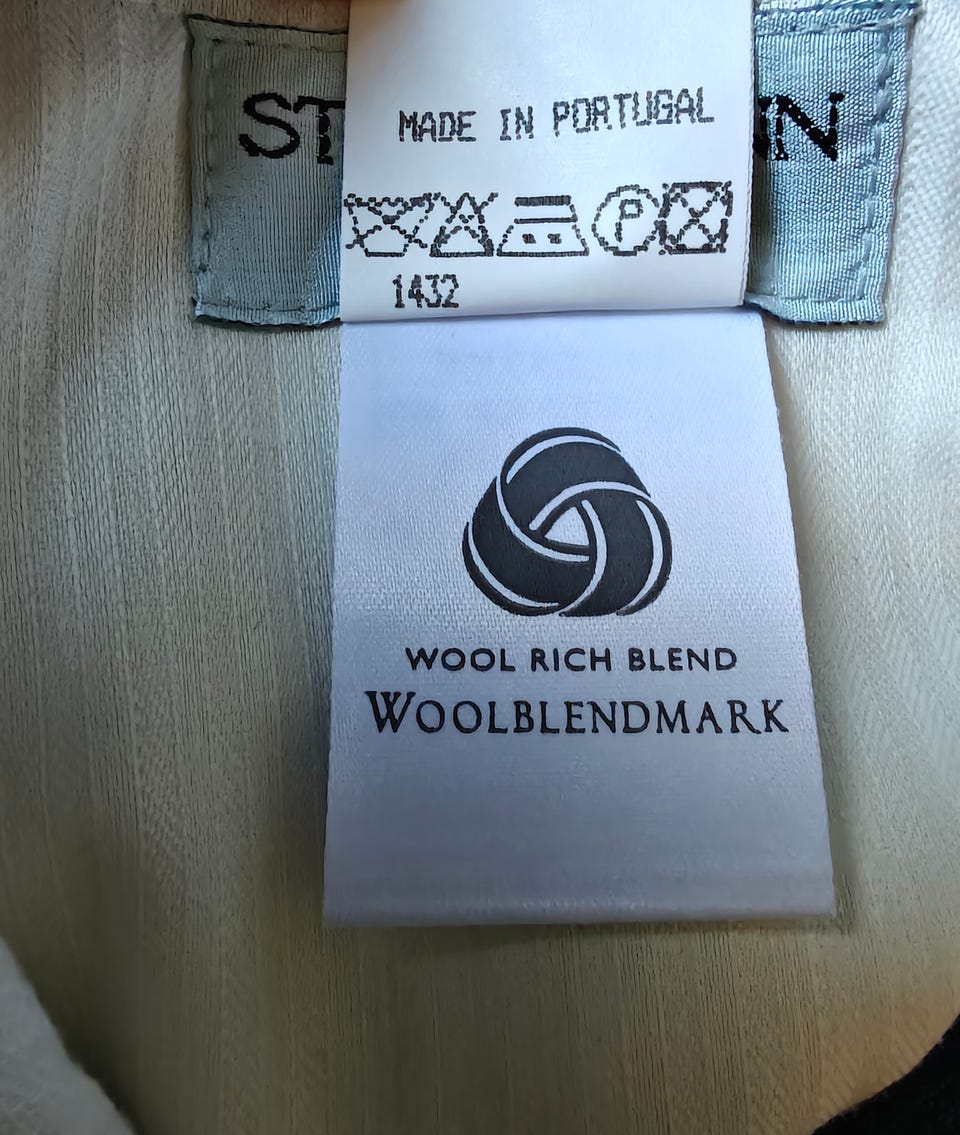 MADE IN PORTUGAL
P
1432
WOOL RICH BLEND
WOOLBLENDMARK